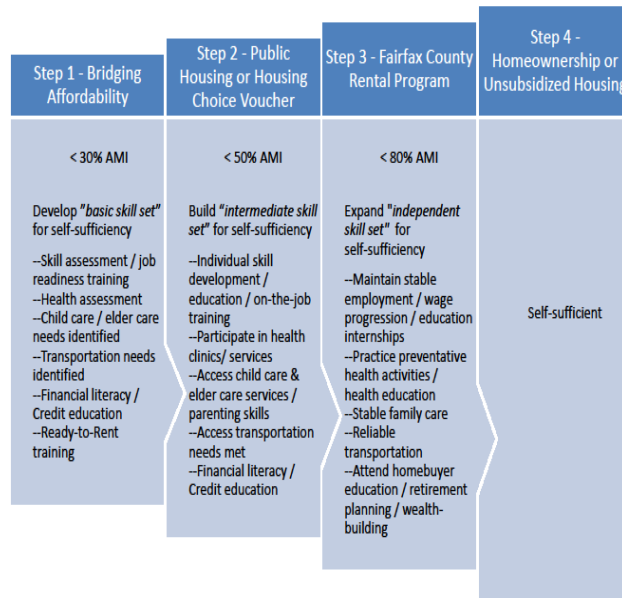 Step 1 - Bridging
Affordability
< 30% AMI
Develop "basic skill set"
for self-sufficiency
--Skill assessment / job
readiness training
--Health assessment
--Child care / elder care
needs identified
--Transportation needs
identified
--Financial literacy /
Credit education
--Ready-to-Rent
training
Step 2 - Public
Housing or Housing
Choice Voucher
< 50% AMI
Build "intermediate skill
set" for self-sufficiency
--Individual skill
development /
education / on-the-job
training
--Participate in health
clinics/ services
--Access child care &
elder care services /
parenting skills
--Access transportation
needs met
--Financial literacy /
Credit education
Step 3 - Fairfax County
Rental Program
< 80% AMI
Expand "independent
skill set" for
self-sufficiency
--Maintain stable
employment / wage
progression / education
internships
--Practice preventative
health activities /
health education
--Stable family care
--Reliable
transportation
--Attend homebuyer
education / retirement
planning / wealth-
building
Step 4 -
Homeownership or
Unsubsidized Housing
Self-sufficient